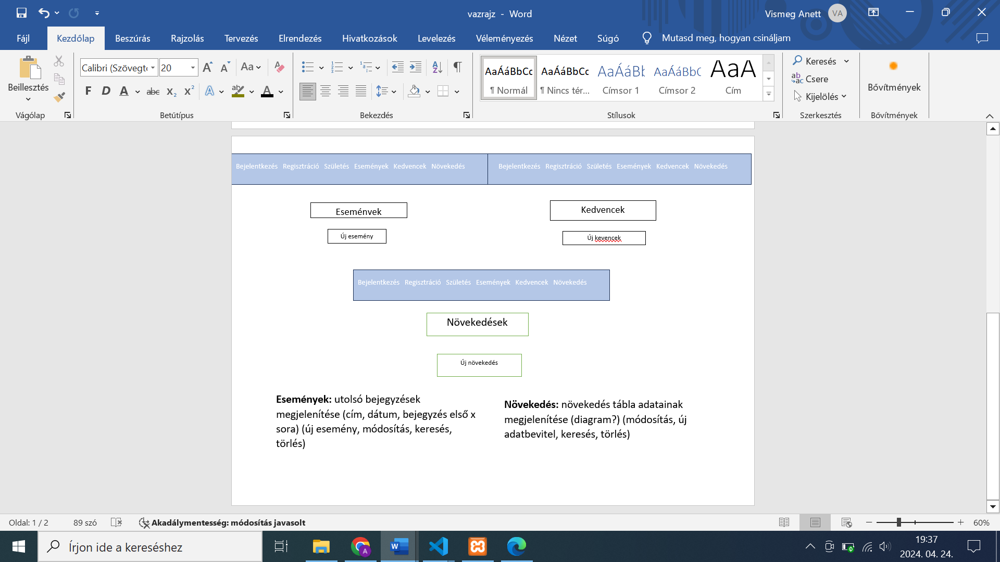 vazrajz - Word
Vismeg Anett VA
Fájl Kezdőlap Beszúrás Rajzolás Tervezés Elrendezés Hivatkozások Levelezés Véleményezés Nézet Súgó Mutasd meg, hogyan csináljam
Beillesztés
Vágólap
Calibri (Szövegt 20
Betűtípus
Bekezdés
AaÁáBbCc AaÁáBbCc AaÁáBb AaÁáBbC AaA
¶ Normál ¶ Nincs tér... Címsor 1 Címsor 2 Cím
Stílusok
Keresés
Csere
Kijelölés
Szerkesztés
Bővítmények
Bővítmények
Bejelentkezés Regisztráció Születés Események Kedvencek Növekedés
Bejelentkezés Regisztráció Születés Események Kedvencek Növekedés
Események
Kedvencek
Új esemény
Új kevencek
Bejelentkezés Regisztráció Születés Események Kedvencek Növekedés
Növekedések
Új növekedés
Események: utolsó bejegyzések
megjelenítése (cím, dátum, bejegyzés első x
sora) (új esemény, módosítás, keresés,
törlés)
Növekedés: növekedés tábla adatainak
megjelenítése (diagram?) (módosítás, új
adatbevitel, keresés, törlés)
Oldal: 1 / 2 89 szó Akadálymentesség: módosítás javasolt 60%
Írjon ide a kereséshez
19:37
2024. 04. 24.